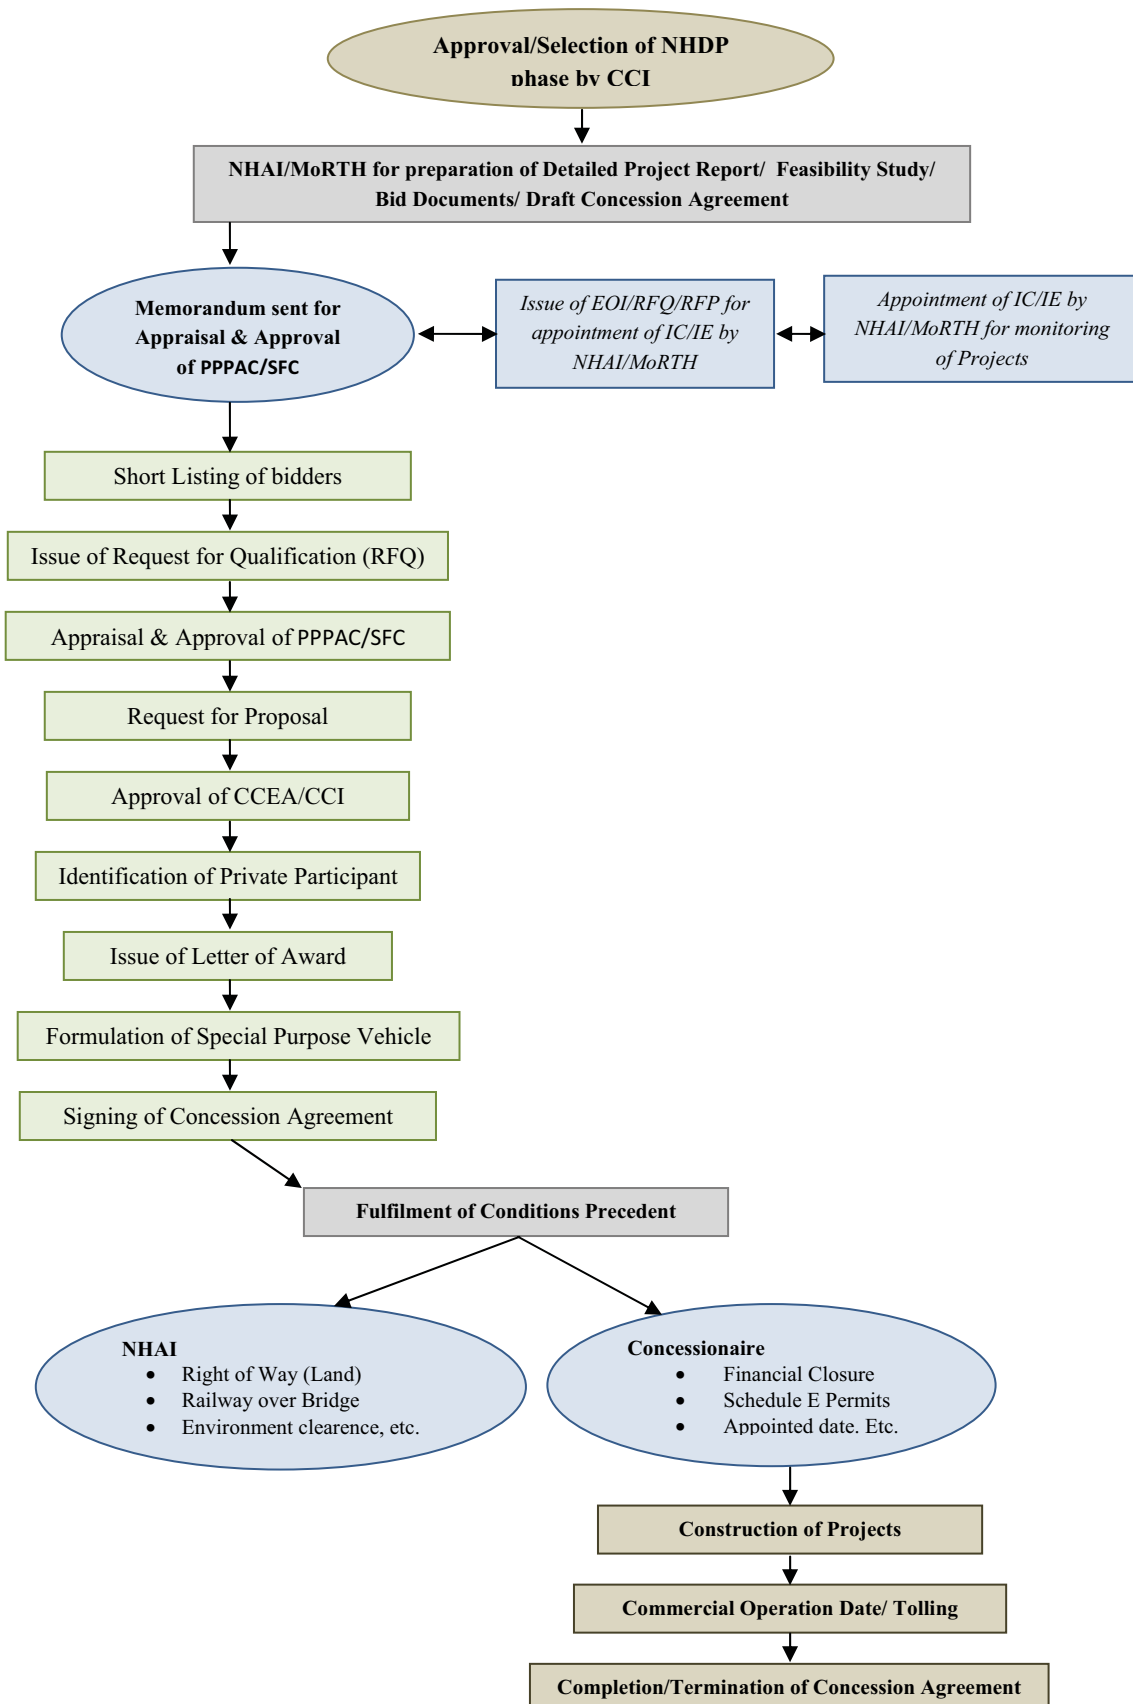 Approval/Selection of NHDP
phase by CCI
NHAI/MoRTH for preparation of Detailed Project Report/ Feasibility Study/
Bid Documents/ Draft Concession Agreement
Memorandum sent for
Appraisal & Approval
of PPPAC/SFC
Issue of EOI/RFQ/RFP for
appointment of IC/IE by
NHAI/MoRTH
Appointment of IC/IE by
NHAI/MoRTH for monitoring
of Projects
Short Listing of bidders
Issue of Request for Qualification (RFQ)
Appraisal & Approval of PPPAC/SFC
Request for Proposal
Approval of CCEA/CCI
Identification of Private Participant
Issue of Letter of Award
Formulation of Special Purpose Vehicle
Signing of Concession Agreement
Fulfilment of Conditions Precedent
NHAI
• Right of Way (Land)
• Railway over Bridge
• Environment clearence, etc.
Concessionaire
• Financial Closure
• Schedule E Permits
• Appointed date. Etc.
Construction of Projects
Commercial Operation Date/ Tolling
Completion/Termination of Concession Agreement